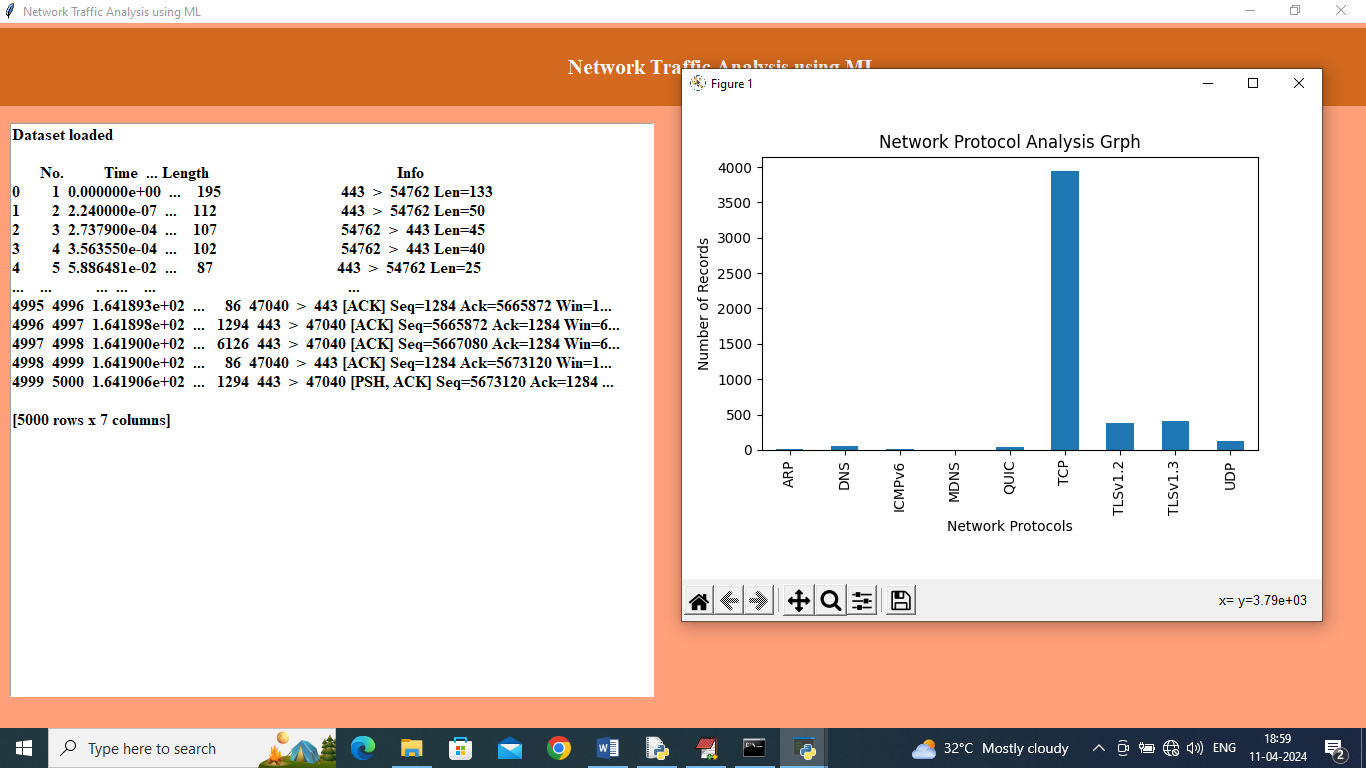 Network Traffic Analysis using ML
Network Traffic Analysis using ML
Dataset loaded
No. Time ... Length Info
0 1 0.000000e+00 ... 195 443 > 54762 Len=133
1 2 2.240000e-07 ... 112 443 > 54762 Len=50
2 3 2.737900e-04 ... 107 54762 > 443 Len=45
3 4 3.563550e-04 ... 102 54762 > 443 Len=40
4 5 5.886481e-02 ... 87 443 > 54762 Len=25
... ... ... ... ... ...
4995 4996 1.641893e+02 ... 86 47040 > 443 [ACK] Seq=1284 Ack=5665872 Win=1...
4996 4997 1.641898e+02 ... 1294 443 > 47040 [ACK] Seq=5665872 Ack=1284 Win=6...
4997 4998 1.641900e+02 ... 6126 443 > 47040 [ACK] Seq=5667080 Ack=1284 Win=6...
4998 4999 1.641900e+02 ... 86 47040 > 443 [ACK] Seq=1284 Ack=5673120 Win=1...
4999 5000 1.641906e+02 ... 1294 443 > 47040 [PSH, ACK] Seq=5673120 Ack=1284 ...
[5000 rows x 7 columns]
Figure 1
Network Protocol Analysis Grph
Number of Records
4000
3500
3000
2500
2000
1500
1000
500
0
ARP
DNS
ICMPv6
MDNS
QUIC
TCP
TLSv1.2
TLSv1.3
UDP
Network Protocols
x= y=3.79e+03
Type here to search
32°C Mostly cloudy
ENG
18:59
11-04-2024
2